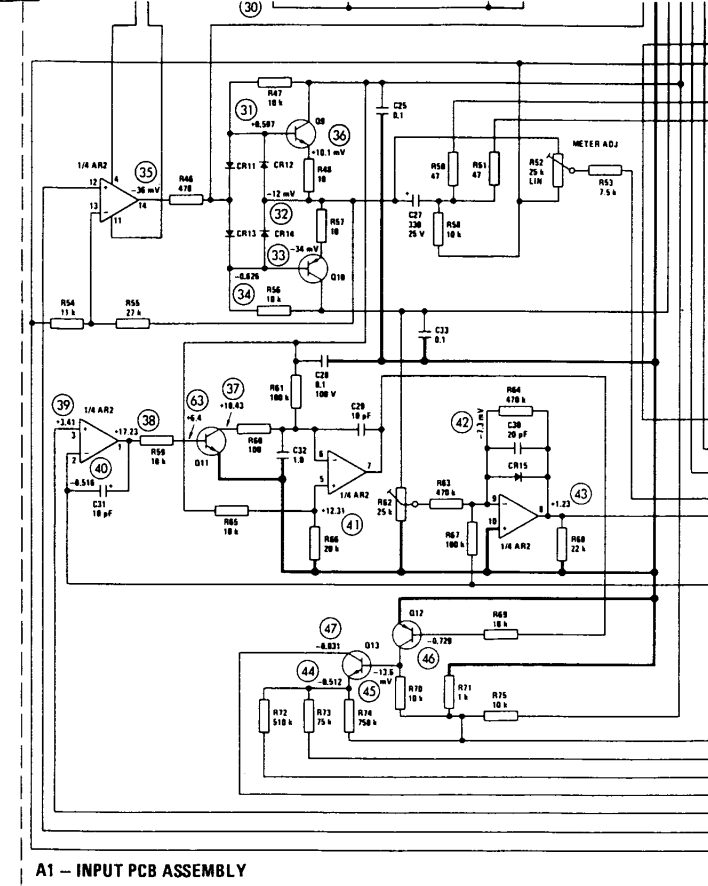 30
R47
10 k
C25
0.1
31
+0.597
Q9
36
+10.1 mV
METER ADJ
1/4 AR2
35
-36 mV
R46
470
4
12
13
14
11
CR11
CR12
R48
10
R50
47
R51
47
R52
25 k
LIN
R53
7.5 k
-12 mV
32
CR13
CR14
R57
10
C27
330
25 V
R58
10 k
33
-34 mV
-0.626
Q10
34
R56
10 k
R54
11 k
R55
27 k
C33
0.1
C28
0.1
100 V
R61
100 k
C29
10 pF
R64
470 k
39
+3.41
1/4 AR2
38
+17.23
63
+6.4
37
+10.43
42
-7.3 mV
C30
20 pF
CR15
3
2
1
R59
10 k
Q11
R60
100
C32
1.0
6
5
7
1/4 AR2
40
-0.516
C31
10 pF
R62
25 k
R63
470 k
9
10
8
43
+1.23
1/4 AR2
R65
10 k
+12.31
41
R66
20 k
R67
100 k
R68
22 k
Q12
R69
10 k
47
-0.031
Q13
-0.729
46
44
-0.512
-13.6
mV
45
R70
10 k
R71
1 k
R75
10 k
R72
510 k
R73
75 k
R74
750 k
A1 – INPUT PCB ASSEMBLY